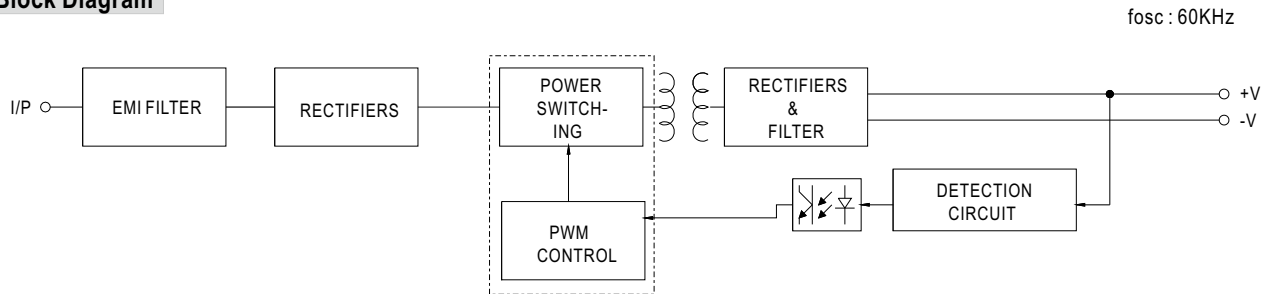 Block Diagram
fosc : 60KHz
I/P
EMI FILTER
RECTIFIERS
POWER
SWITCH-
ING
RECTIFIERS
&
FILTER
+V
-V
DETECTION
CIRCUIT
PWM
CONTROL